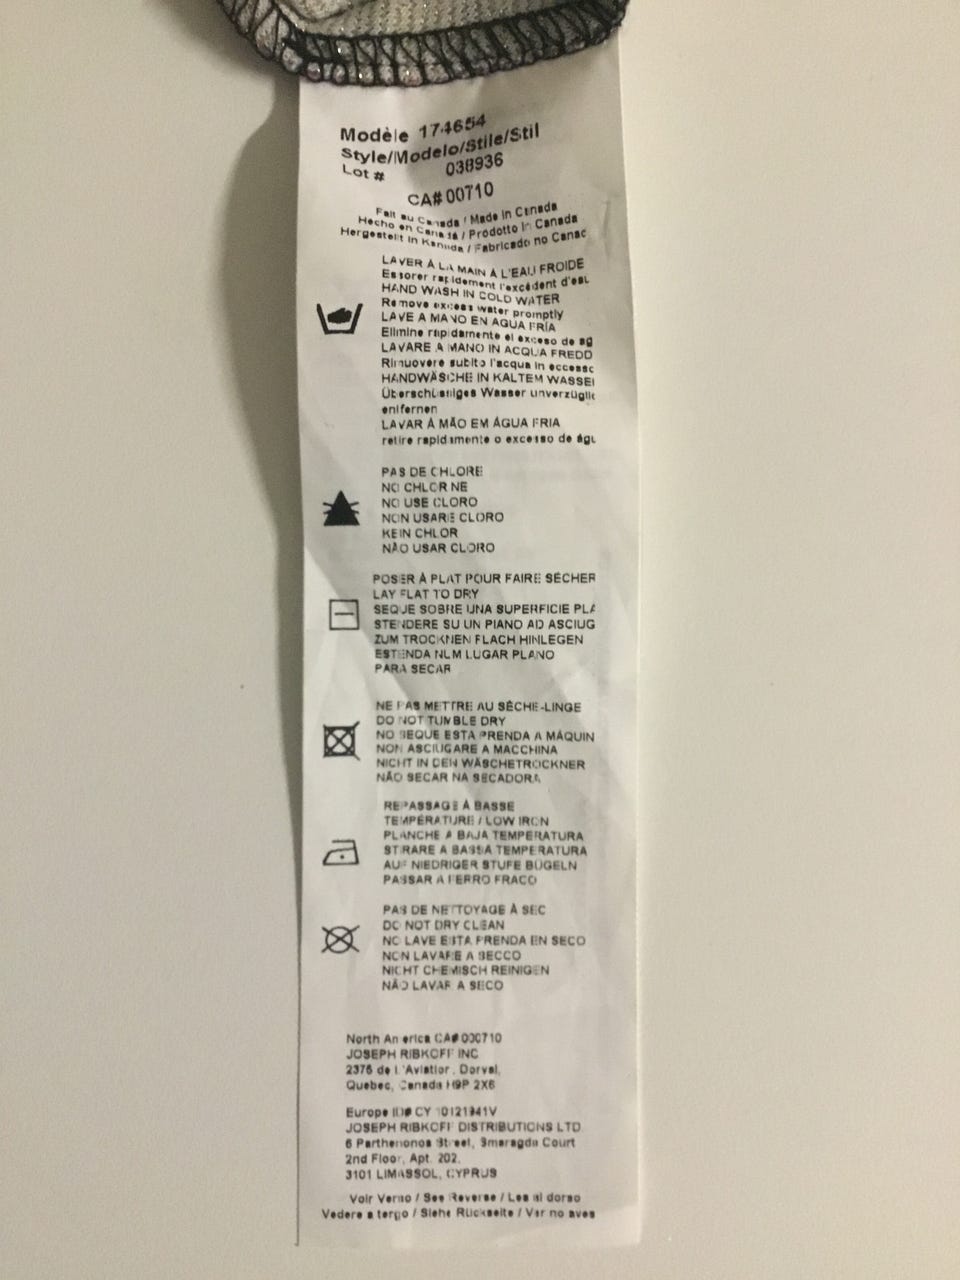 Modèle 174654
Style/Modelo/Stile/Stil
Lot # 038936
CA# 00710
Fait au Canada / Made in Canada
Hecho en Canadá / Prodotto in Canada
Hergestellt in Kanada / Fabricado no Canac
LAVER À LA MAIN À L'EAU FROIDE
Essorer rapidement l'excédent d'eau
HAND WASH IN COLD WATER
Remove excess water promptly
LAVE A MANO EN AGUA FRÍA
Elimine rápidamente el exceso de ag
LAVARE A MANO IN ACQUA FREDD
Rimuovere subito l'acqua in eccessc
HANDWÄSCHE IN KALTEM WASSEI
Überschüssiges Wasser unverzüglic
entfernen
LAVAR À MÃO EM ÁGUA FRIA
retire rapidamente o excesso de águ
PAS DE CHLORE
NO CHLORINE
NO USE CLORO
NON USARE CLORO
KEIN CHLOR
NÃO USAR CLORO
POSER À PLAT POUR FAIRE SÉCHER
LAY FLAT TO DRY
SEQUE SOBRE UNA SUPERFICIE PLA
STENDERE SU UN PIANO AD ASCIUG
ZUM TROCKNEN FLACH HINLEGEN
ESTENDA NUM LUGAR PLANO
PARA SECAR
NE PAS METTRE AU SÈCHE-LINGE
DO NOT TUMBLE DRY
NO SEQUE ESTA PRENDA A MÁQUIN
NON ASCIUGARE A MACCHINA
NICHT IN DEN WÄSCHETROCKNER
NÃO SECAR NA SECADORA
REPASSAGE À BASSE
TEMPÉRATURE / LOW IRON
PLANCHE A BAJA TEMPERATURA
STIRARE A BASSA TEMPERATURA
AUF NIEDRIGER STUFE BÜGELN
PASSAR A FERRO FRACO
PAS DE NETTOYAGE À SEC
DO NOT DRY CLEAN
NO LAVE ESTA PRENDA EN SECO
NON LAVARE A SECCO
NICHT CHEMISCH REINIGEN
NÃO LAVAR A SECO
North America CA# 000710
JOSEPH RIBKOFF INC
2375 de l'Aviation, Dorval,
Quebec, Canada H9P 2X6
Europe ID# CY 10121941V
JOSEPH RIBKOFF DISTRIBUTIONS LTD.
6 Parthenonos Street, Smaragda Court
2nd Floor, Apt. 202,
3101 LIMASSOL, CYPRUS
Voir Verso / See Reverse / Lea al dorso
Vedere a tergo / Siehe Rückseite / Ver no aves